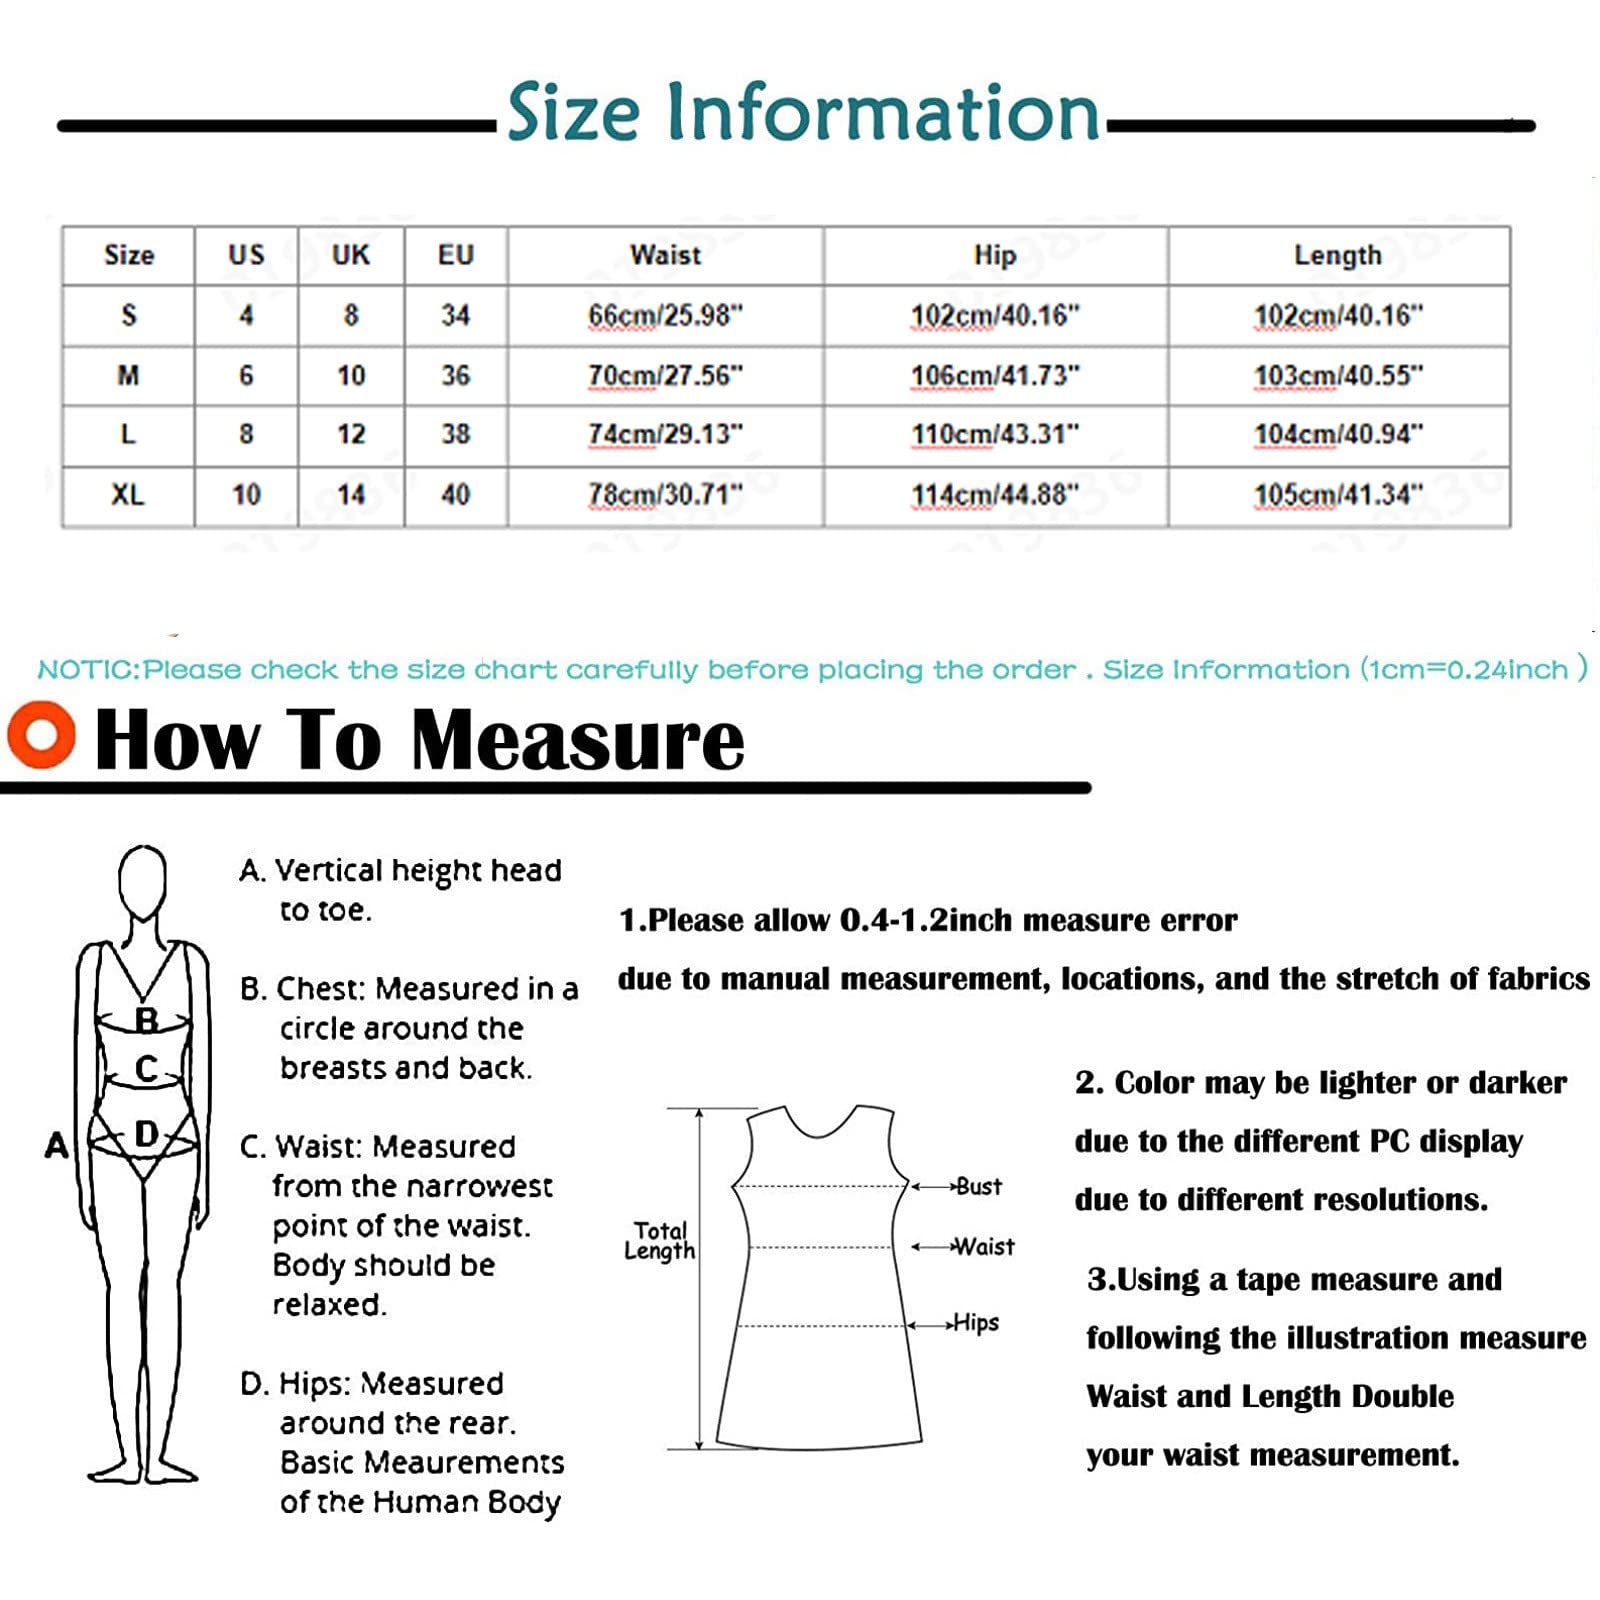 Size Information
Size US UK EU Waist Hip Length
S 4 8 34 66cm/25.98" 102cm/40.16" 102cm/40.16"
M 6 10 36 70cm/27.56" 106cm/41.73" 103cm/40.55"
L 8 12 38 74cm/29.13" 110cm/43.31" 104cm/40.94"
XL 10 14 40 78cm/30.71" 114cm/44.88" 105cm/41.34"
NOTIC:Please check the size chart carefully before placing the order . Size Information (1cm=0.24inch )
How To Measure
A
B
C
D
A. Vertical height head
to toe.
B. Chest: Measured in a
circle around the
breasts and back.
C. Waist: Measured
from the narrowest
point of the waist.
Body should be
relaxed.
D. Hips: Measured
around the rear.
Basic Meaurements
of the Human Body
1.Please allow 0.4-1.2inch measure error
due to manual measurement, locations, and the stretch of fabrics
Total
Length
Bust
Waist
Hips
2. Color may be lighter or darker
due to the different PC display
due to different resolutions.
3.Using a tape measure and
following the illustration measure
Waist and Length Double
your waist measurement.